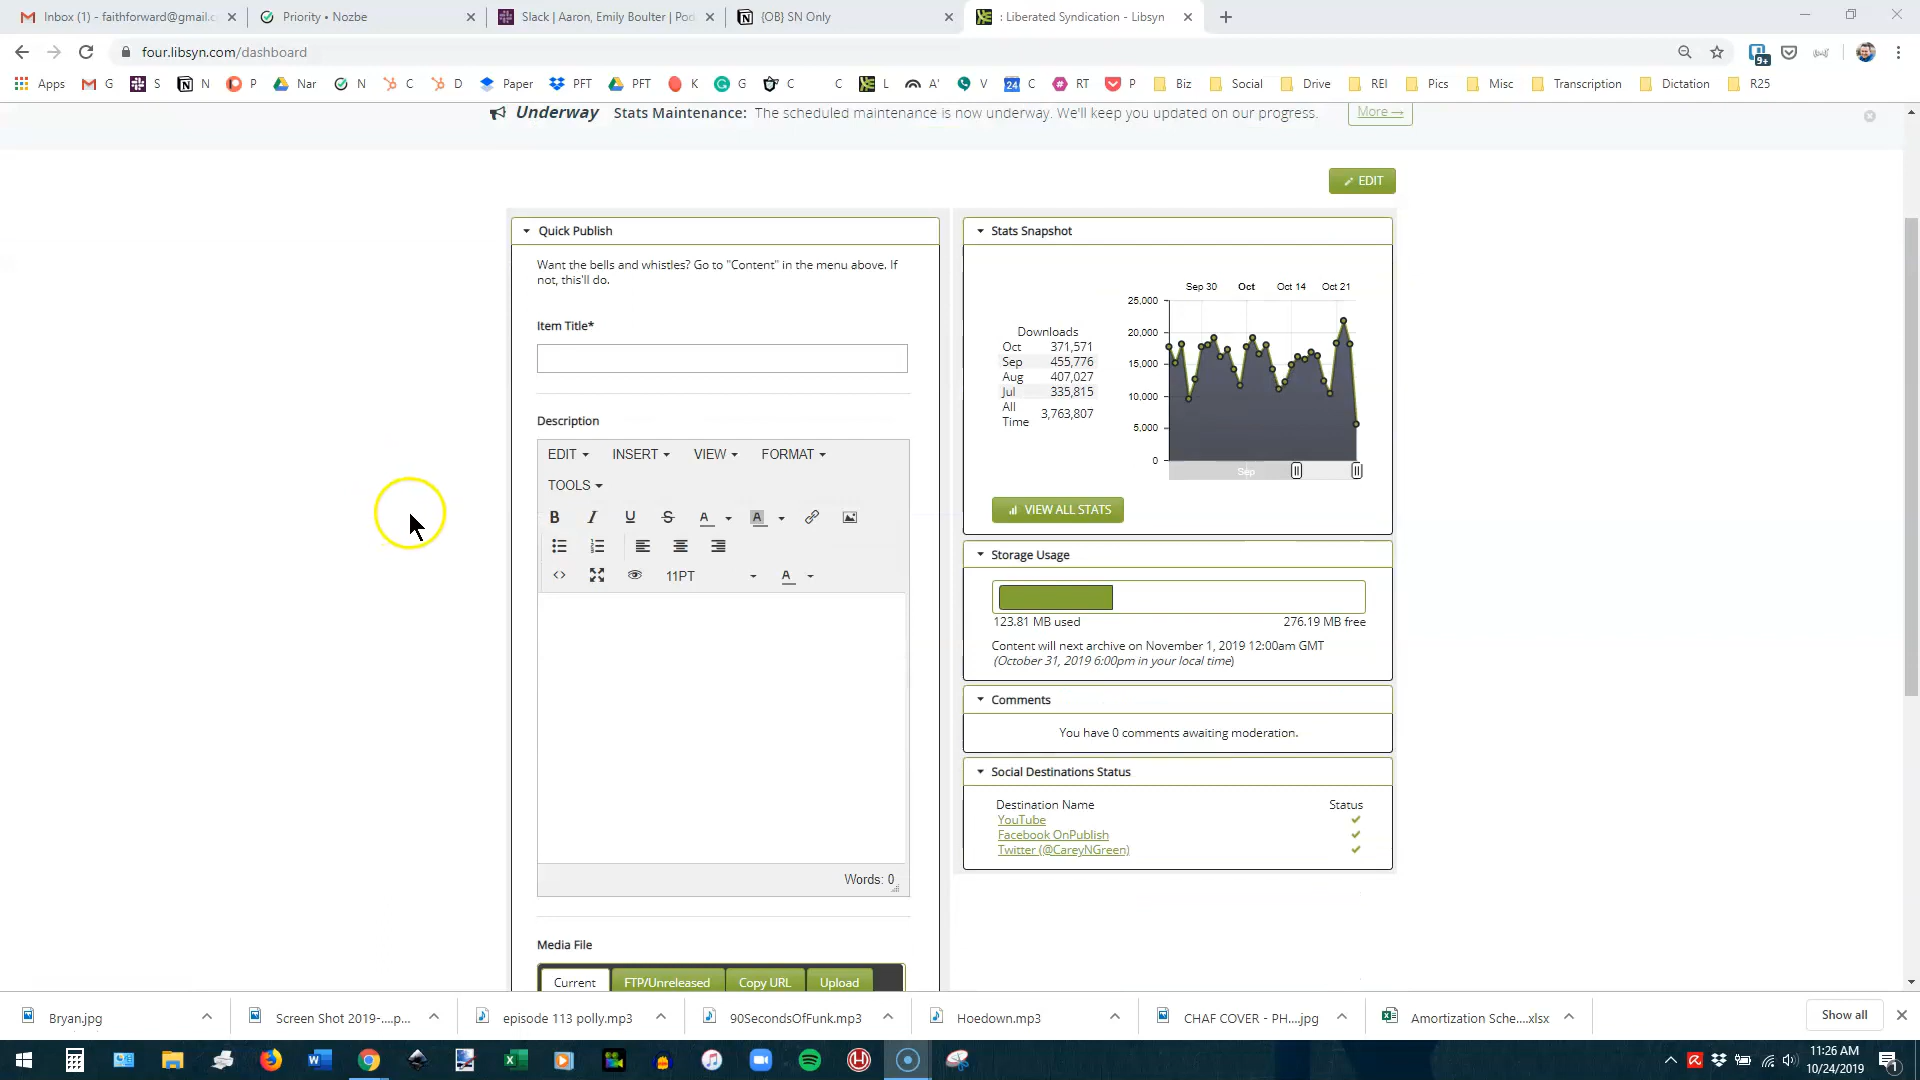 Inbox (1) - faithforward@gmail.c
Priority • Nozbe
Slack | Aaron, Emily Boulter | Pod
{OB} SN Only
: Liberated Syndication - Libsyn
four.libsyn.com/dashboard
9+
Apps G S N P Nar N C D Paper PFT PFT K G C C L A' V 24 C RT P Biz Social Drive REI Pics Misc Transcription Dictation R25
Underway Stats Maintenance: The scheduled maintenance is now underway. We'll keep you updated on our progress. More →
EDIT
Quick Publish
Want the bells and whistles? Go to "Content" in the menu above. If
not, this'll do.
Item Title*
Description
EDIT INSERT VIEW FORMAT
TOOLS
B I U S A A
<> 11PT A
Words: 0
Media File
Current FTP/Unreleased Copy URL Upload
Stats Snapshot
Sep 30 Oct Oct 14 Oct 21
25,000
20,000
15,000
10,000
5,000
0
Sep
Downloads
Oct 371,571
Sep 455,776
Aug 407,027
Jul 335,815
All
Time 3,763,807
VIEW ALL STATS
Storage Usage
123.81 MB used 276.19 MB free
Content will next archive on November 1, 2019 12:00am GMT
(October 31, 2019 6:00pm in your local time)
Comments
You have 0 comments awaiting moderation.
Social Destinations Status
Destination Name Status
YouTube
Facebook OnPublish
Twitter (@CareyNGreen)
Bryan.jpg
Screen Shot 2019-....p...
episode 113 polly.mp3
90SecondsOfFunk.mp3
Hoedown.mp3
CHAF COVER - PH....jpg
Amortization Sche....xlsx
Show all
11:26 AM
10/24/2019
1